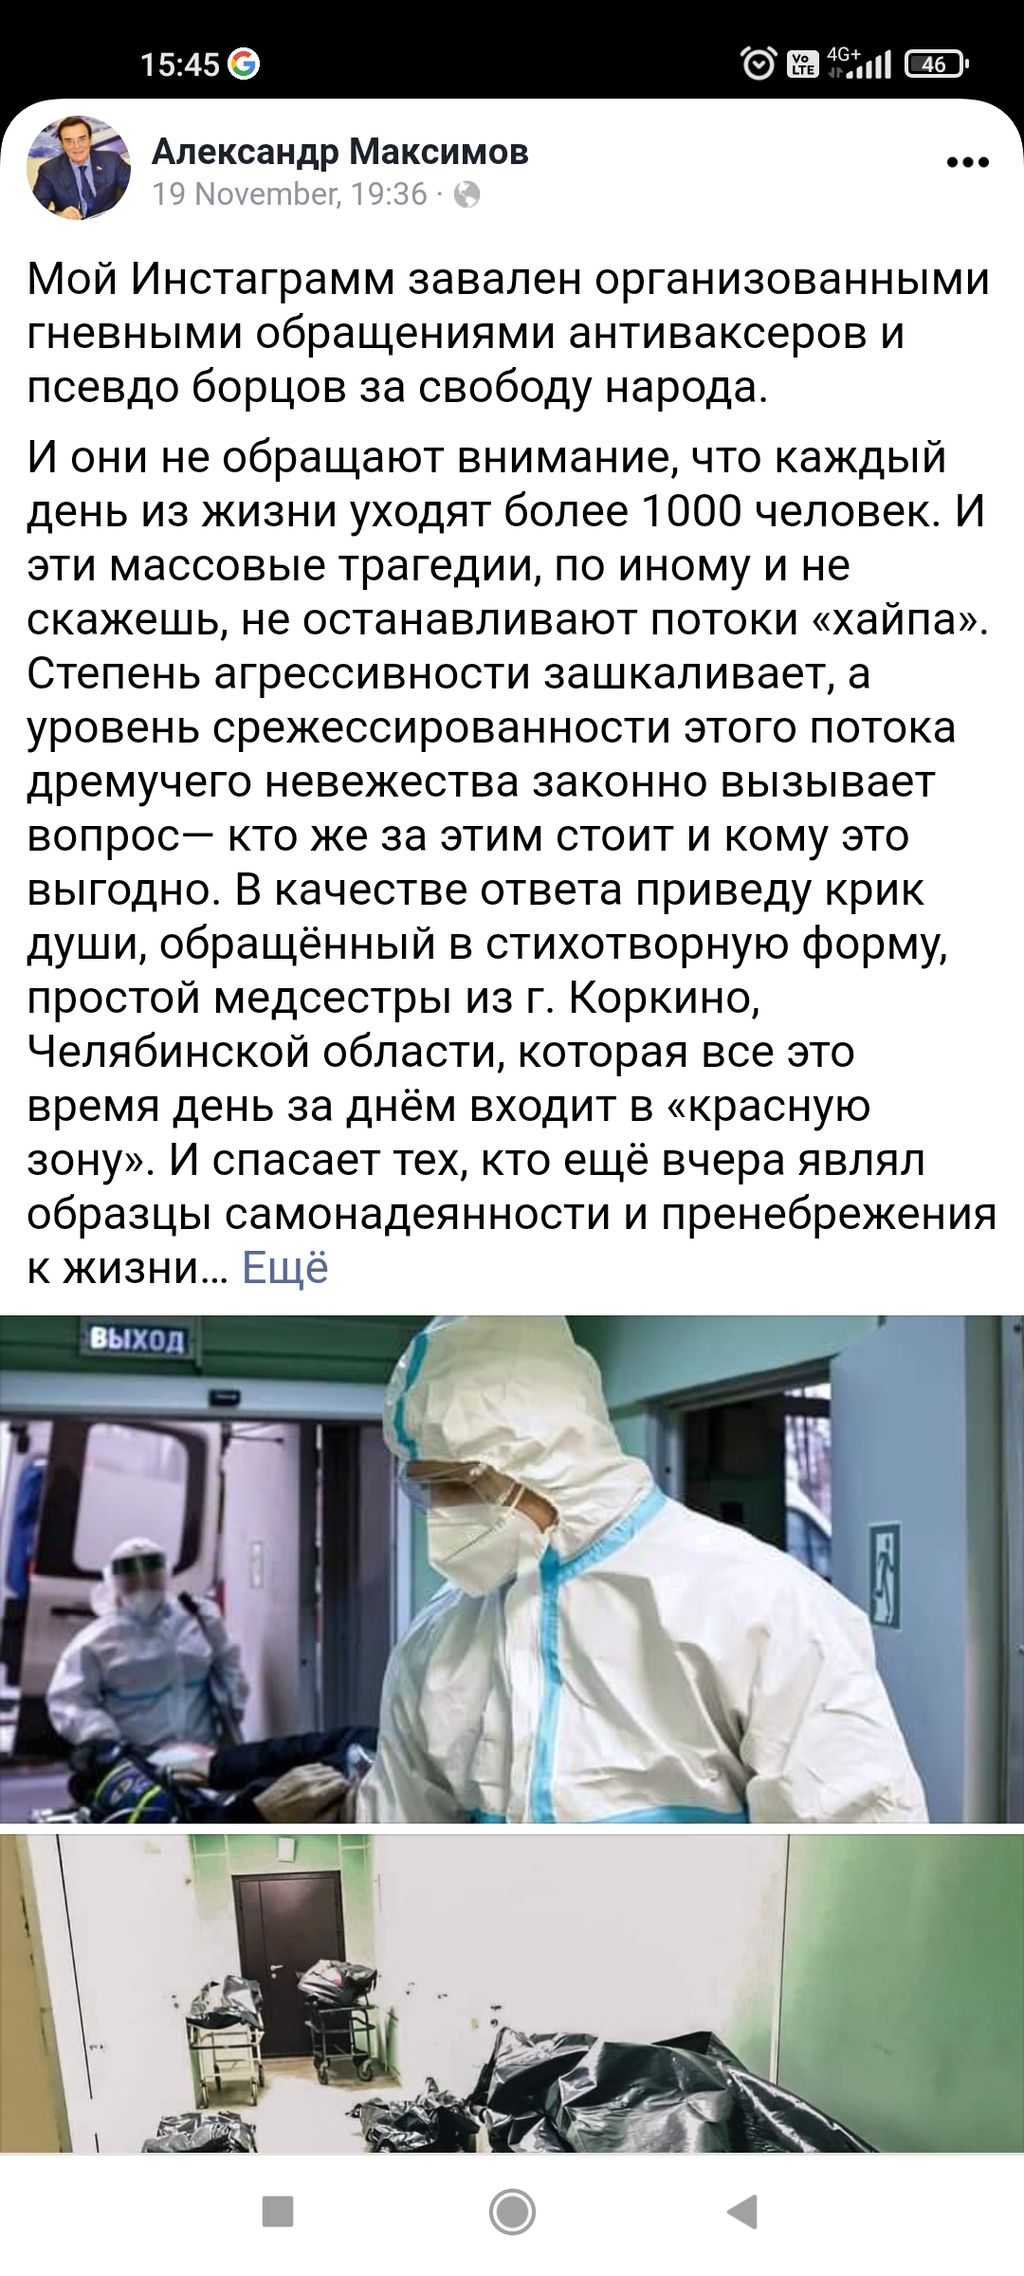 15:45
Vo LTE 4G+ 46
Александр Максимов
19 November, 19:36 ·
Мой Инстаграмм завален организованными
гневными обращениями антиваксеров и
псевдо борцов за свободу народа.
И они не обращают внимание, что каждый
день из жизни уходят более 1000 человек. И
эти массовые трагедии, по иному и не
скажешь, не останавливают потоки «хайпа».
Степень агрессивности зашкаливает, а
уровень срежессированности этого потока
дремучего невежества законно вызывает
вопрос— кто же за этим стоит и кому это
выгодно. В качестве ответа приведу крик
души, обращённый в стихотворную форму,
простой медсестры из г. Коркино,
Челябинской области, которая все это
время день за днём входит в «красную
зону». И спасает тех, кто ещё вчера являл
образцы самонадеянности и пренебрежения
к жизни... Ещё
ВЫХОД